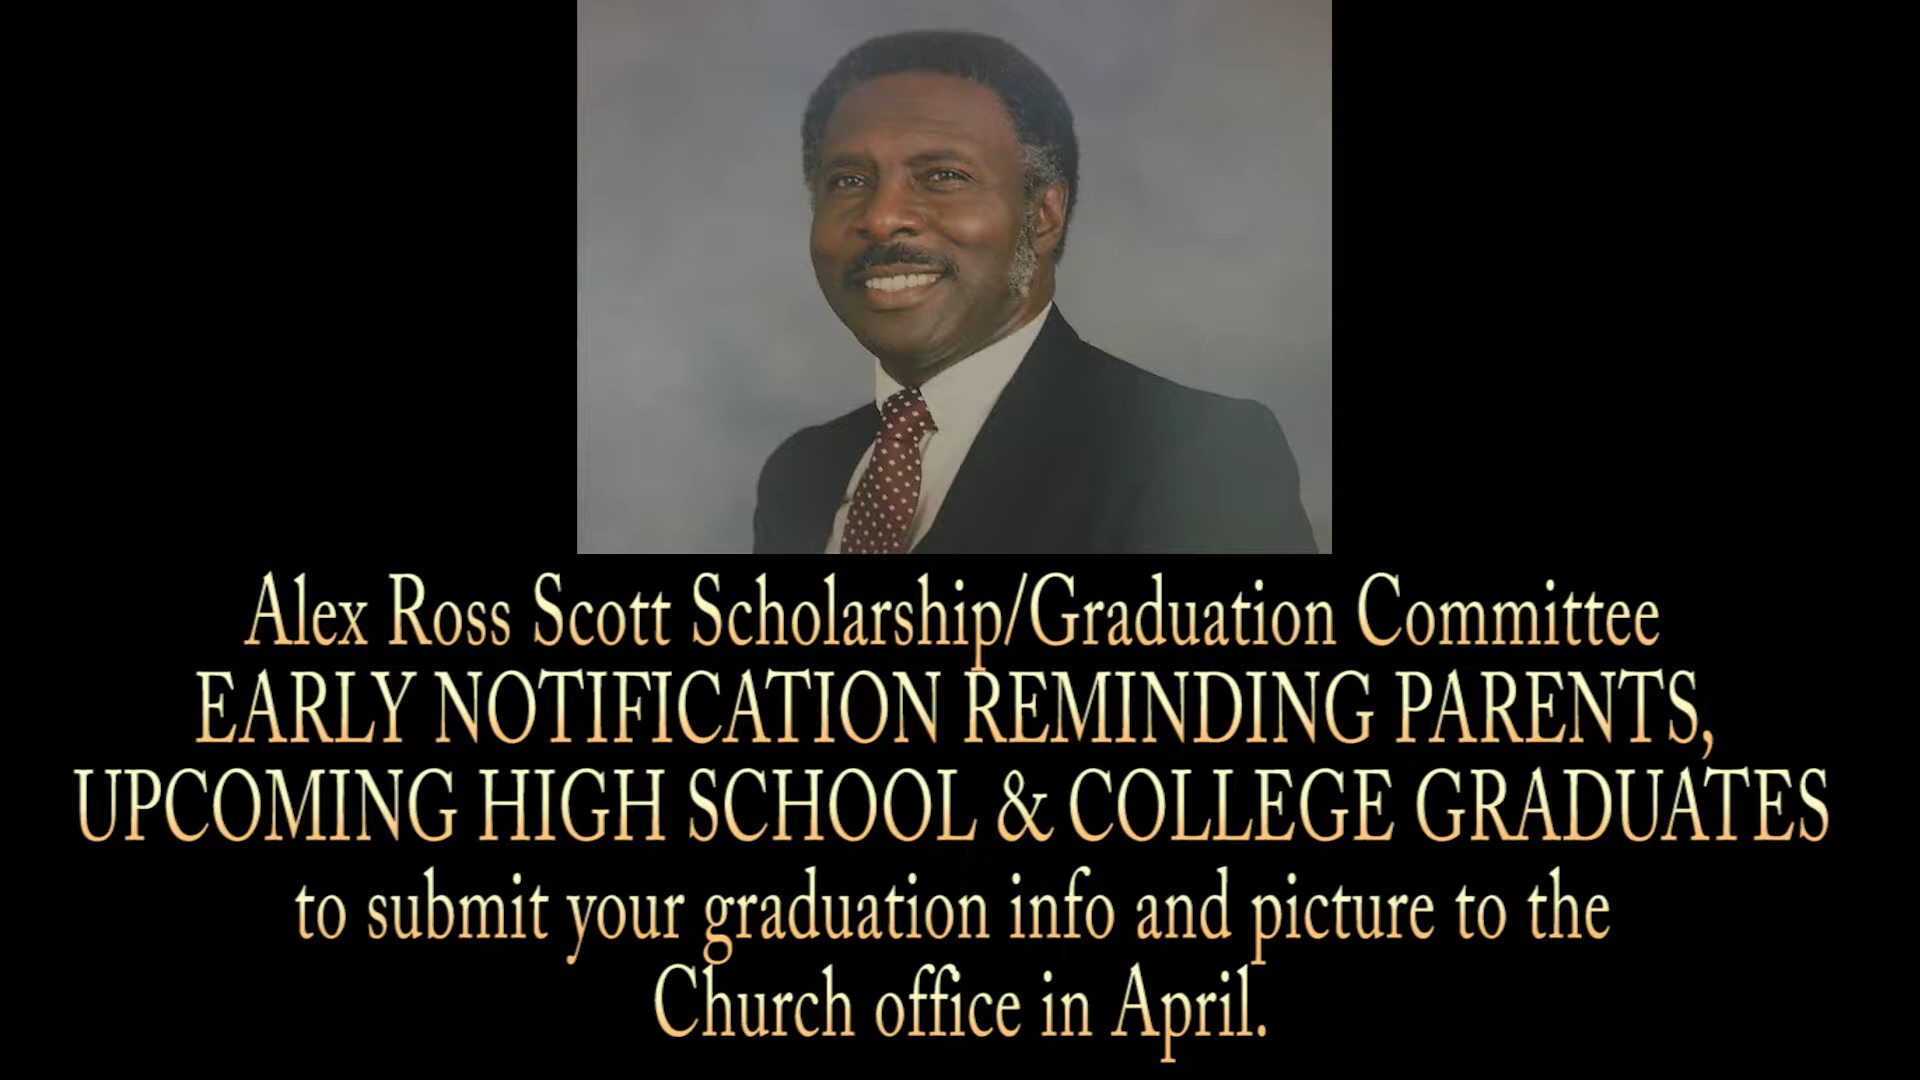 Alex Ross Scott Scholarship/Graduation Committee
EARLY NOTIFICATION REMINDING PARENTS,
UPCOMING HIGH SCHOOL & COLLEGE GRADUATES
to submit your graduation info and picture to the
Church office in April.